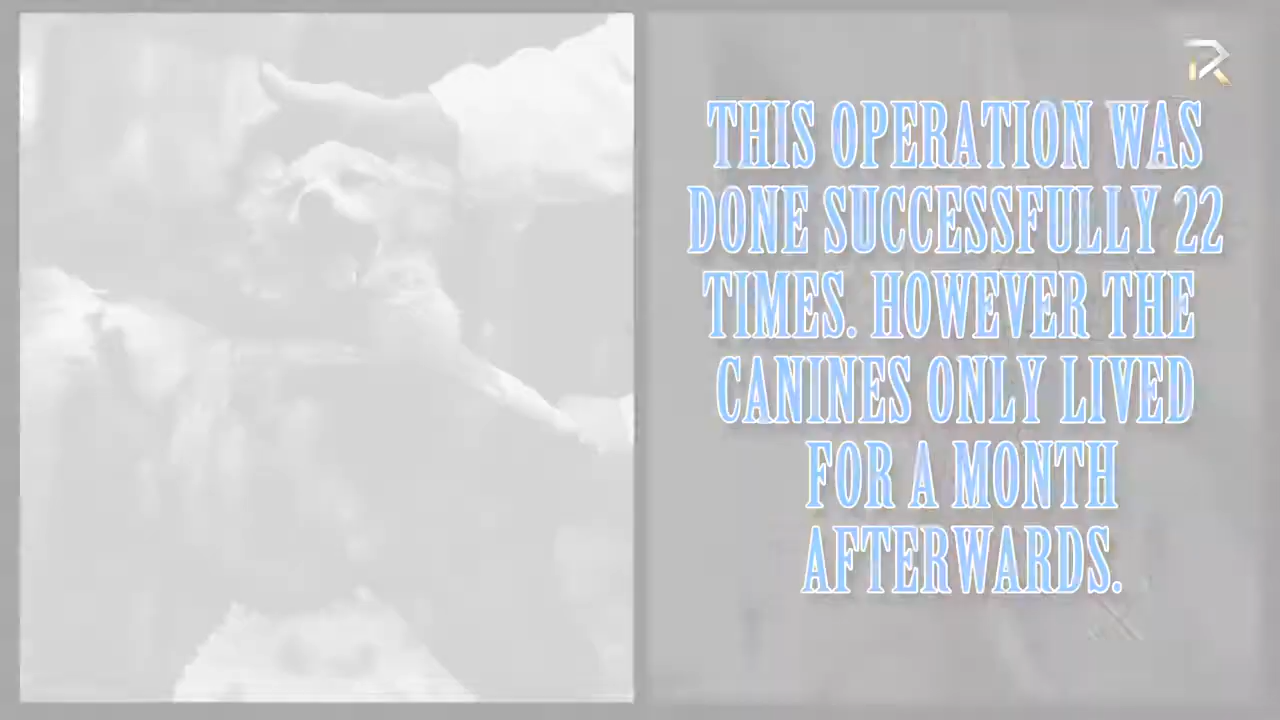 THIS OPERATION WAS
DONE SUCCESSFULLY 22
TIMES. HOWEVER THE
CANINES ONLY LIVED
FOR A MONTH
AFTERWARDS.